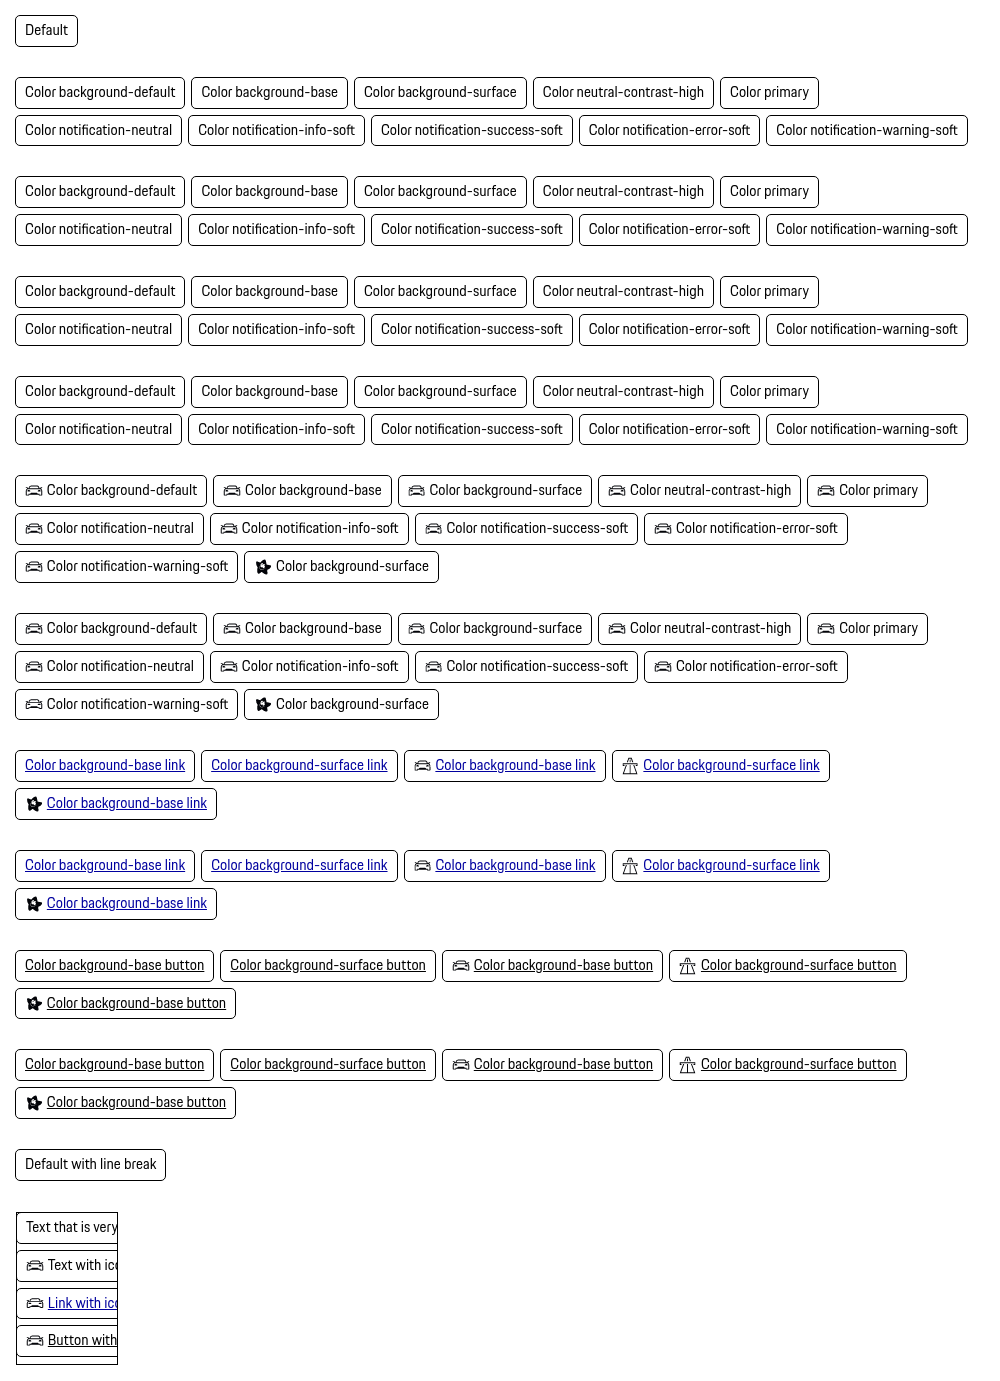 Default
Color background-default Color background-base Color background-surface Color neutral-contrast-high Color primary
Color notification-neutral Color notification-info-soft Color notification-success-soft Color notification-error-soft Color notification-warning-soft
Color background-default Color background-base Color background-surface Color neutral-contrast-high Color primary
Color notification-neutral Color notification-info-soft Color notification-success-soft Color notification-error-soft Color notification-warning-soft
Color background-default Color background-base Color background-surface Color neutral-contrast-high Color primary
Color notification-neutral Color notification-info-soft Color notification-success-soft Color notification-error-soft Color notification-warning-soft
Color background-default Color background-base Color background-surface Color neutral-contrast-high Color primary
Color notification-neutral Color notification-info-soft Color notification-success-soft Color notification-error-soft Color notification-warning-soft
Color background-default Color background-base Color background-surface Color neutral-contrast-high Color primary
Color notification-neutral Color notification-info-soft Color notification-success-soft Color notification-error-soft
Color notification-warning-soft Color background-surface
Color background-default Color background-base Color background-surface Color neutral-contrast-high Color primary
Color notification-neutral Color notification-info-soft Color notification-success-soft Color notification-error-soft
Color notification-warning-soft Color background-surface
Color background-base link Color background-surface link Color background-base link Color background-surface link
Color background-base link
Color background-base link Color background-surface link Color background-base link Color background-surface link
Color background-base link
Color background-base button Color background-surface button Color background-base button Color background-surface button
Color background-base button
Color background-base button Color background-surface button Color background-base button Color background-surface button
Color background-base button
Default with line break
Text that is very
Text with
Link with
Button with